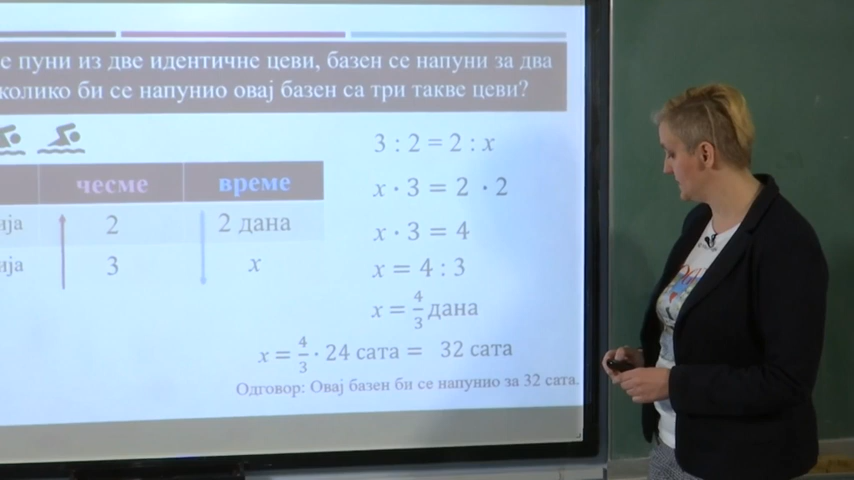 е пуни из две идентичне цеви, базен се напуни за два
колико би се напунио овај базен са три такве цеви?
чесме време
ија 2 2 дана
ија 3 x
3 : 2 = 2 : x
x · 3 = 2 · 2
x · 3 = 4
x = 4 : 3
x = 4/3 дана
x = 4/3 · 24 сата = 32 сата
Одговор: Овај базен би се напунио за 32 сата.